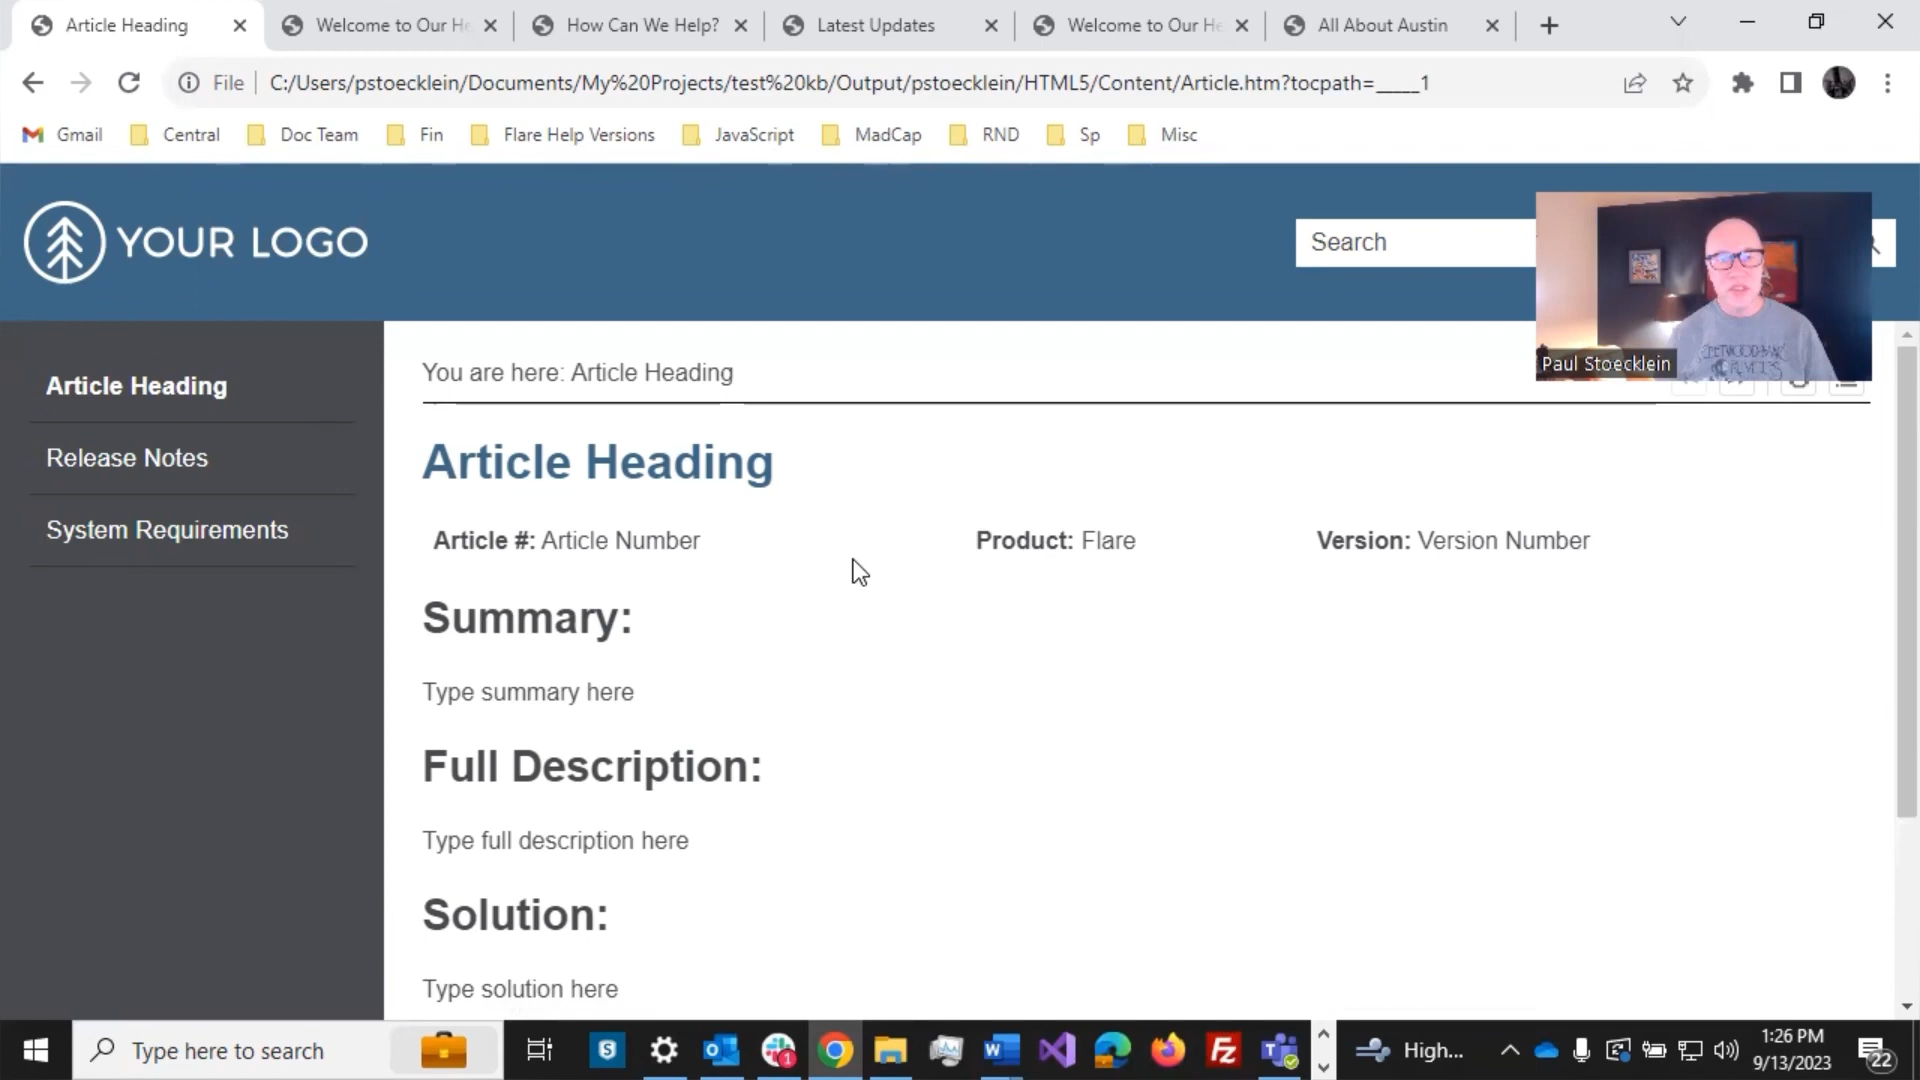 Article Heading
Welcome to Our He
How Can We Help?
Latest Updates
Welcome to Our He
All About Austin
File
C:/Users/pstoecklein/Documents/My%20Projects/test%20kb/Output/pstoecklein/HTML5/Content/Article.htm?tocpath=_____1
Gmail
Central
Doc Team
Fin
Flare Help Versions
JavaScript
MadCap
RND
Sp
Misc
YOUR LOGO
Search
Paul Stoecklein
Article Heading
Release Notes
System Requirements
You are here: Article Heading
Article Heading
Article #: Article Number
Product: Flare
Version: Version Number
Summary:
Type summary here
Full Description:
Type full description here
Solution:
Type solution here
Type here to search
High...
1:26 PM
9/13/2023
22